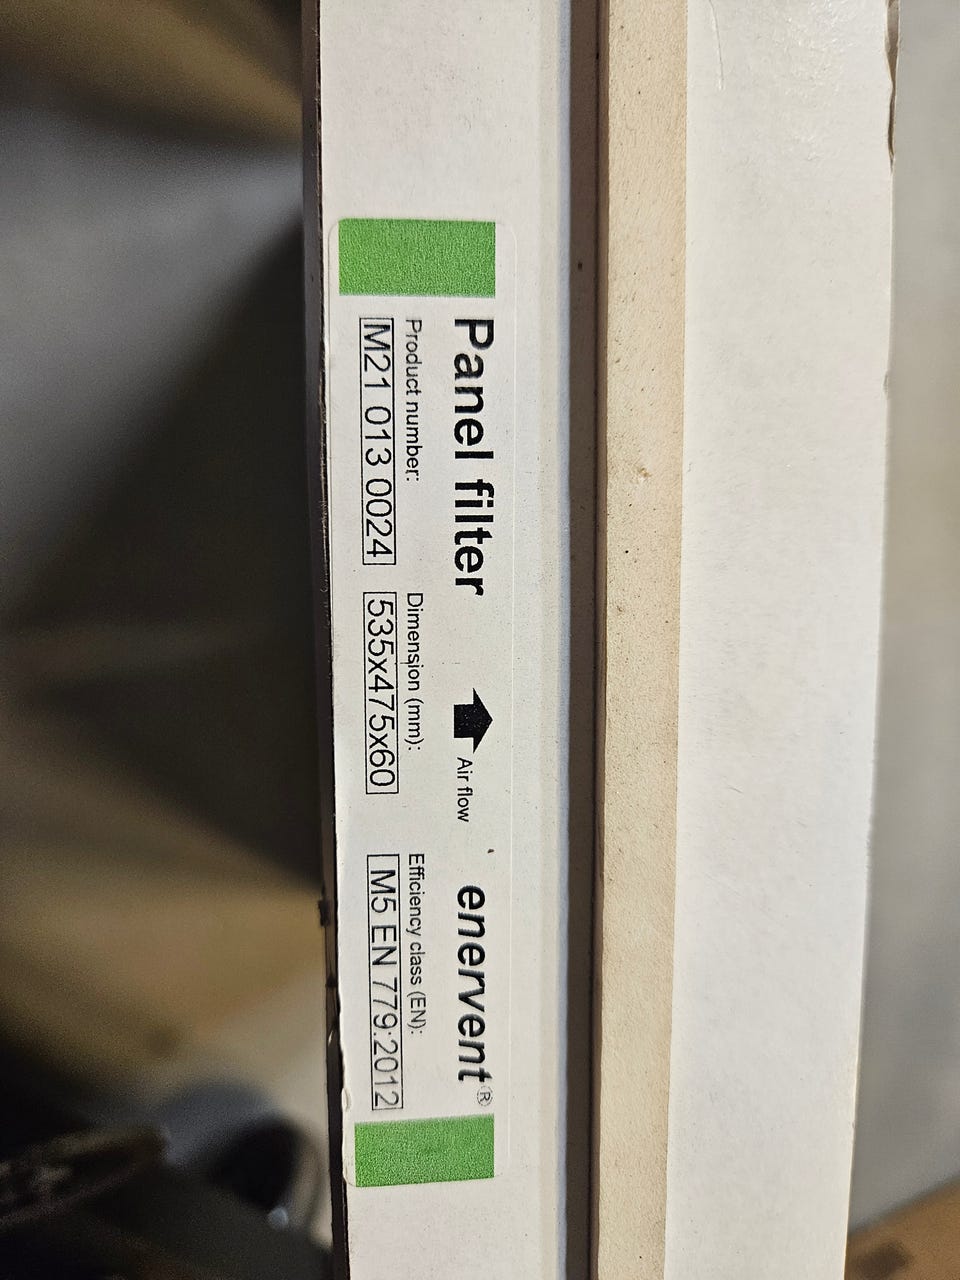 Panel filter Air flow enervent®
Product number: Dimension (mm): Efficiency class (EN):
M21 013 0024 535x475x60 M5 EN 779:2012